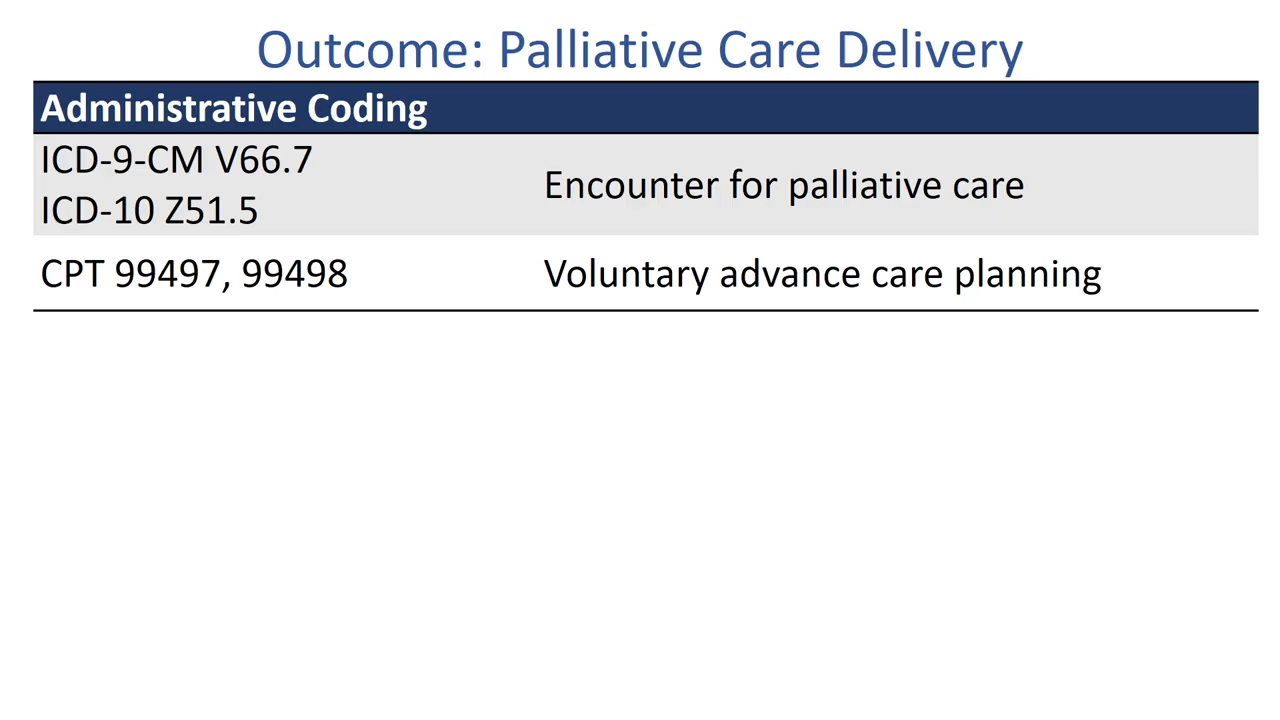 Outcome: Palliative Care Delivery
Administrative Coding
ICD-9-CM V66.7
ICD-10 Z51.5
Encounter for palliative care
CPT 99497, 99498
Voluntary advance care planning